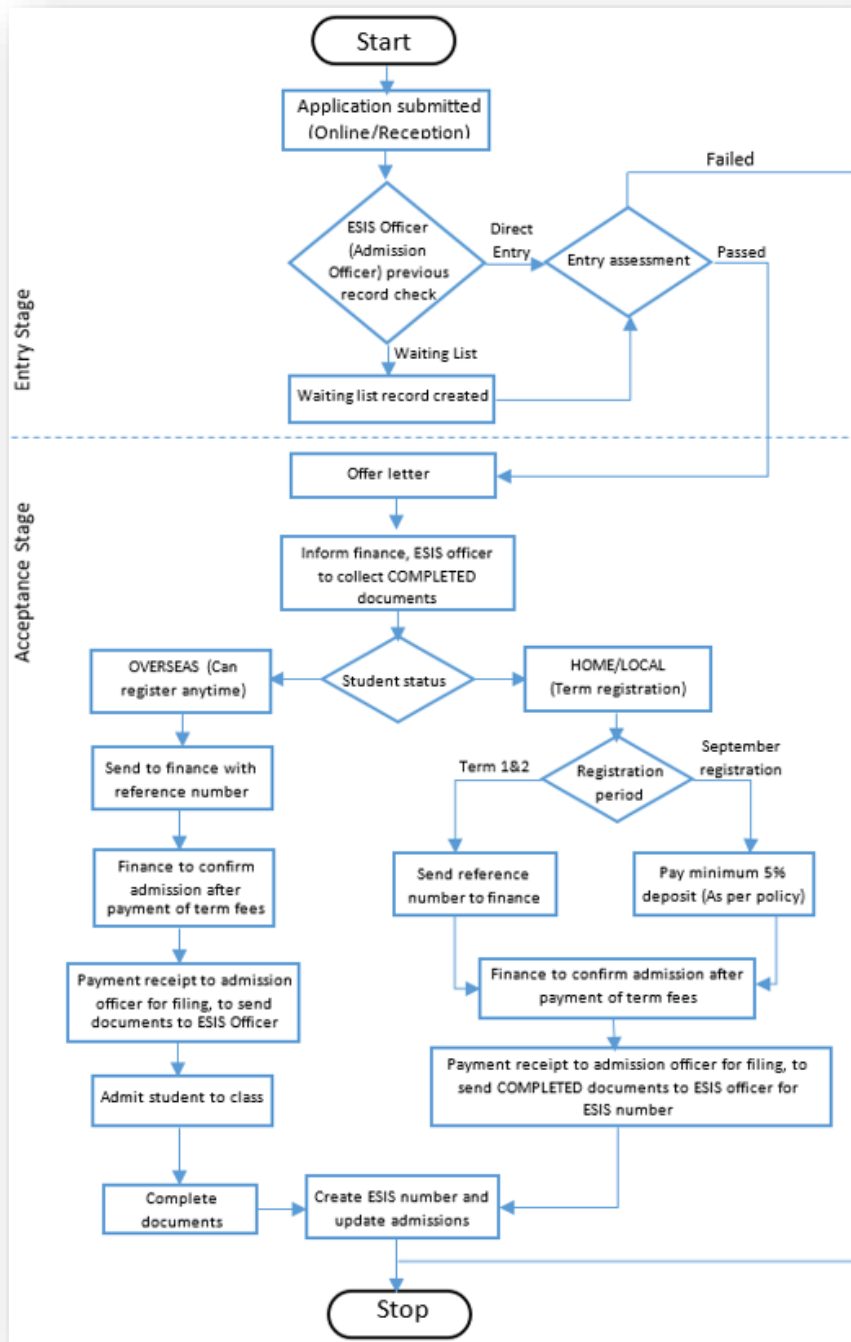 Start
Application submitted
(Online/Reception)
Failed
ESIS Officer
(Admission
Officer) previous
record check
Direct
Entry
Entry assessment
Passed
Entry Stage
Waiting List
Waiting list record created
Offer letter
Acceptance Stage
Inform finance, ESIS officer
to collect COMPLETED
documents
OVERSEAS (Can
register anytime)
Student status
HOME/LOCAL
(Term registration)
Send to finance with
reference number
Term 1&2
Registration
period
September
registration
Finance to confirm
admission after
payment of term fees
Send reference
number to finance
Pay minimum 5%
deposit (As per policy)
Payment receipt to admission
officer for filing, to send
documents to ESIS Officer
Finance to confirm admission after
payment of term fees
Admit student to class
Payment receipt to admission officer for filing, to
send COMPLETED documents to ESIS officer for
ESIS number
Complete
documents
Create ESIS number and
update admissions
Stop